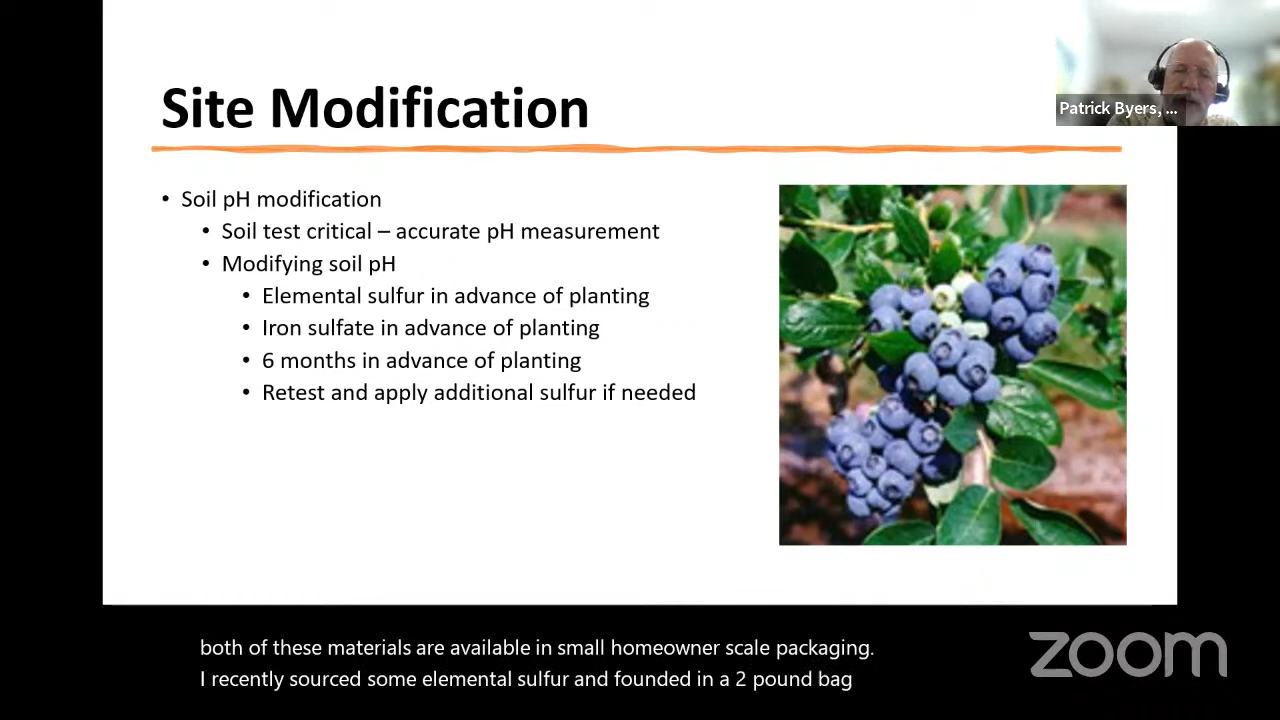 Site Modification
Patrick Byers, ...
• Soil pH modification
• Soil test critical – accurate pH measurement
• Modifying soil pH
• Elemental sulfur in advance of planting
• Iron sulfate in advance of planting
• 6 months in advance of planting
• Retest and apply additional sulfur if needed
both of these materials are available in small homeowner scale packaging.
I recently sourced some elemental sulfur and founded in a 2 pound bag
zoom